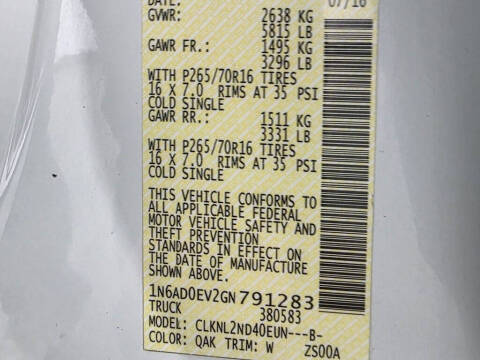 DATE: 07/16
GVWR: 2638 KG
5815 LB
GAWR FR.: 1495 KG
3296 LB
WITH P265/70R16 TIRES
16 X 7.0 RIMS AT 35 PSI
COLD SINGLE
GAWR RR.: 1511 KG
3331 LB
WITH P265/70R16 TIRES
16 X 7.0 RIMS AT 35 PSI
COLD SINGLE
THIS VEHICLE CONFORMS TO
ALL APPLICABLE FEDERAL
MOTOR VEHICLE SAFETY AND
THEFT PREVENTION
STANDARDS IN EFFECT ON
THE DATE OF MANUFACTURE
SHOWN ABOVE.
1N6AD0EV2GN791283
TRUCK 380583
MODEL: CLKNL2ND40EUN---B-
COLOR: QAK TRIM: W ZS00A